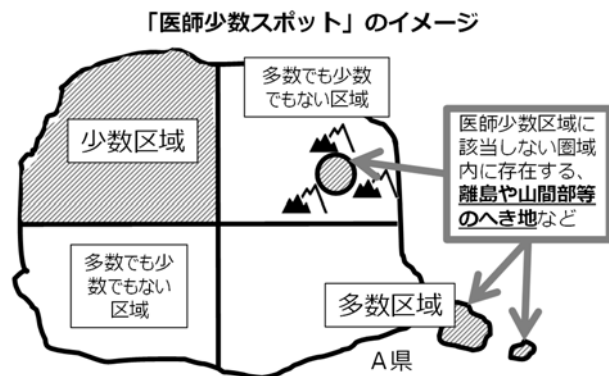 「医師少数スポット」のイメージ
多数でも少数
でもない区域
少数区域
医師少数区域に
該当しない圏域
内に存在する、
離島や山間部等
のへき地など
多数でも少
数でもない
区域
多数区域
A県